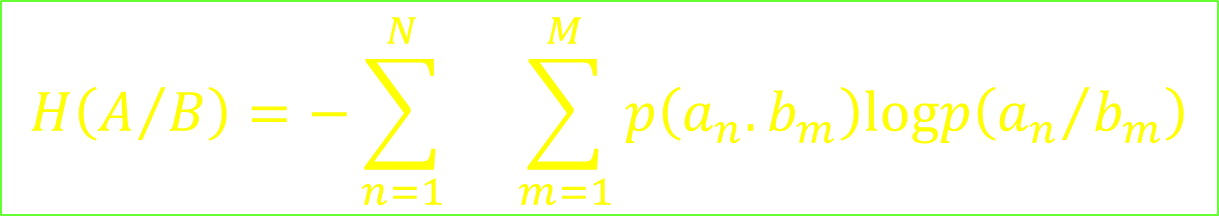 H(A/B) = −∑_{n=1}^{N} ∑_{m=1}^{M} p(a_n.b_m)logp(a_n/b_m)